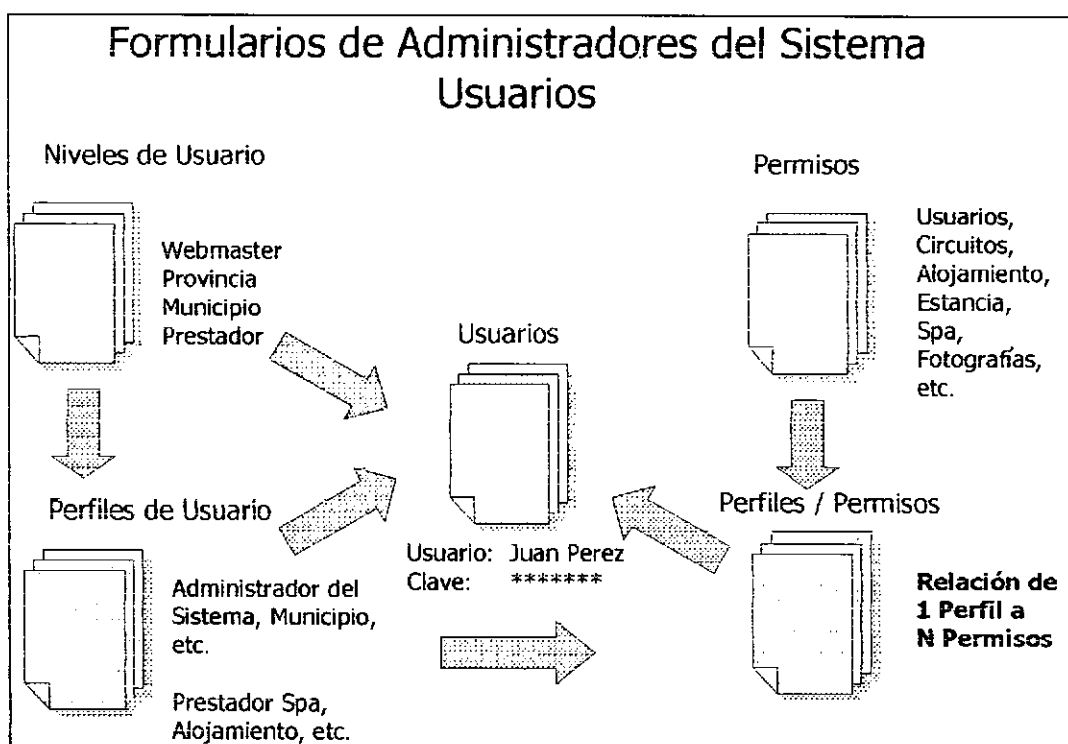 Formularios de Administradores del Sistema
Usuarios
Niveles de Usuario
Webmaster
Provincia
Municipio
Prestador
Permisos
Usuarios,
Circuitos,
Alojamiento,
Estancia,
Spa,
Fotografías,
etc.
Usuarios
Usuario: Juan Perez
Clave: *******
Perfiles de Usuario
Administrador del
Sistema, Municipio,
etc.
Prestador Spa,
Alojamiento, etc.
Perfiles / Permisos
Relación de
1 Perfil a
N Permisos